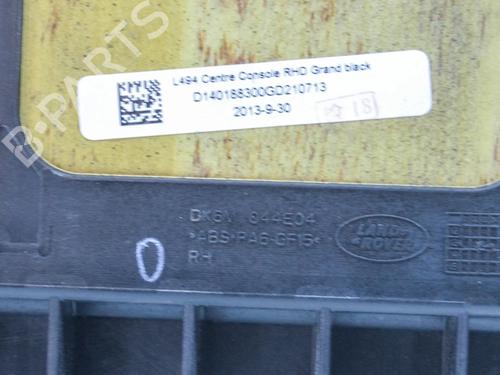 B-PARTS
L494 Centre Console RHD Grand black
D140188300GD210713
2013-9-30
18
DK6M 044E04
>ABS+PA6-GF15<
RH
LAND
ROVER
0